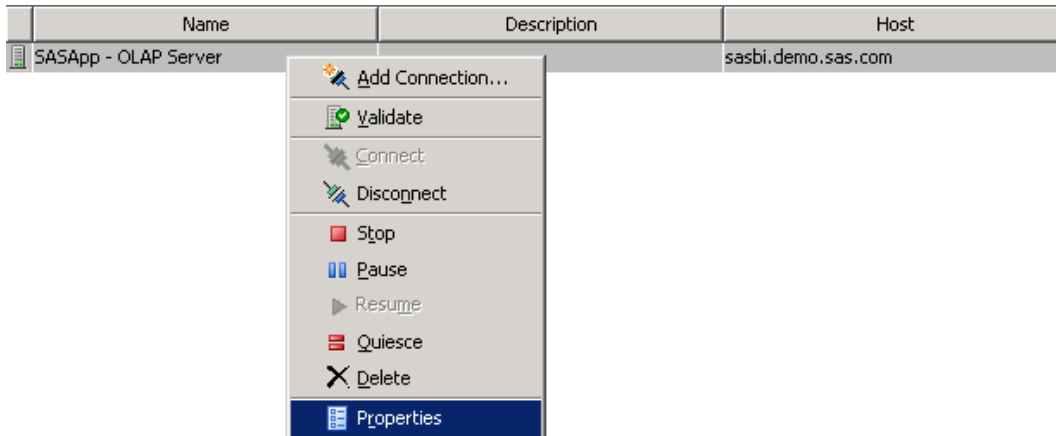 Name Description Host
SASApp - OLAP Server sasbi.demo.sas.com
Add Connection...
Validate
Connect
Disconnect
Stop
Pause
Resume
Quiesce
Delete
Properties